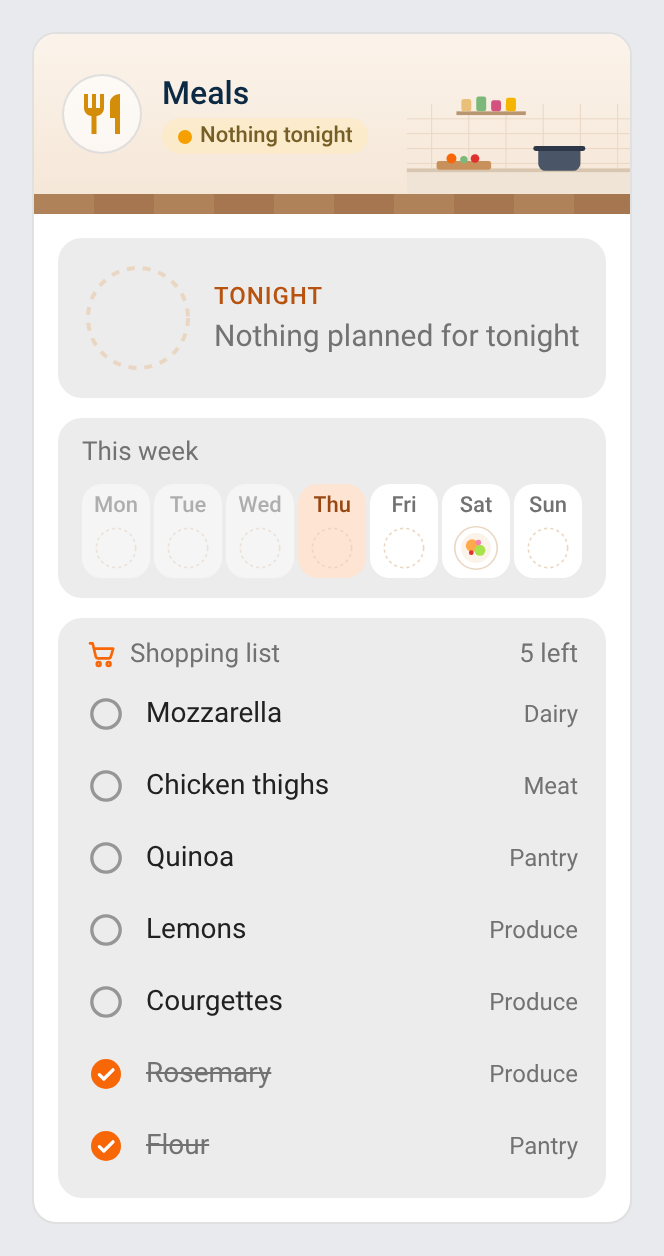 Meals
Nothing tonight
TONIGHT
Nothing planned for tonight
This week
Mon Tue Wed Thu Fri Sat Sun
Shopping list 5 left
Mozzarella Dairy
Chicken thighs Meat
Quinoa Pantry
Lemons Produce
Courgettes Produce
Rosemary Produce
Flour Pantry